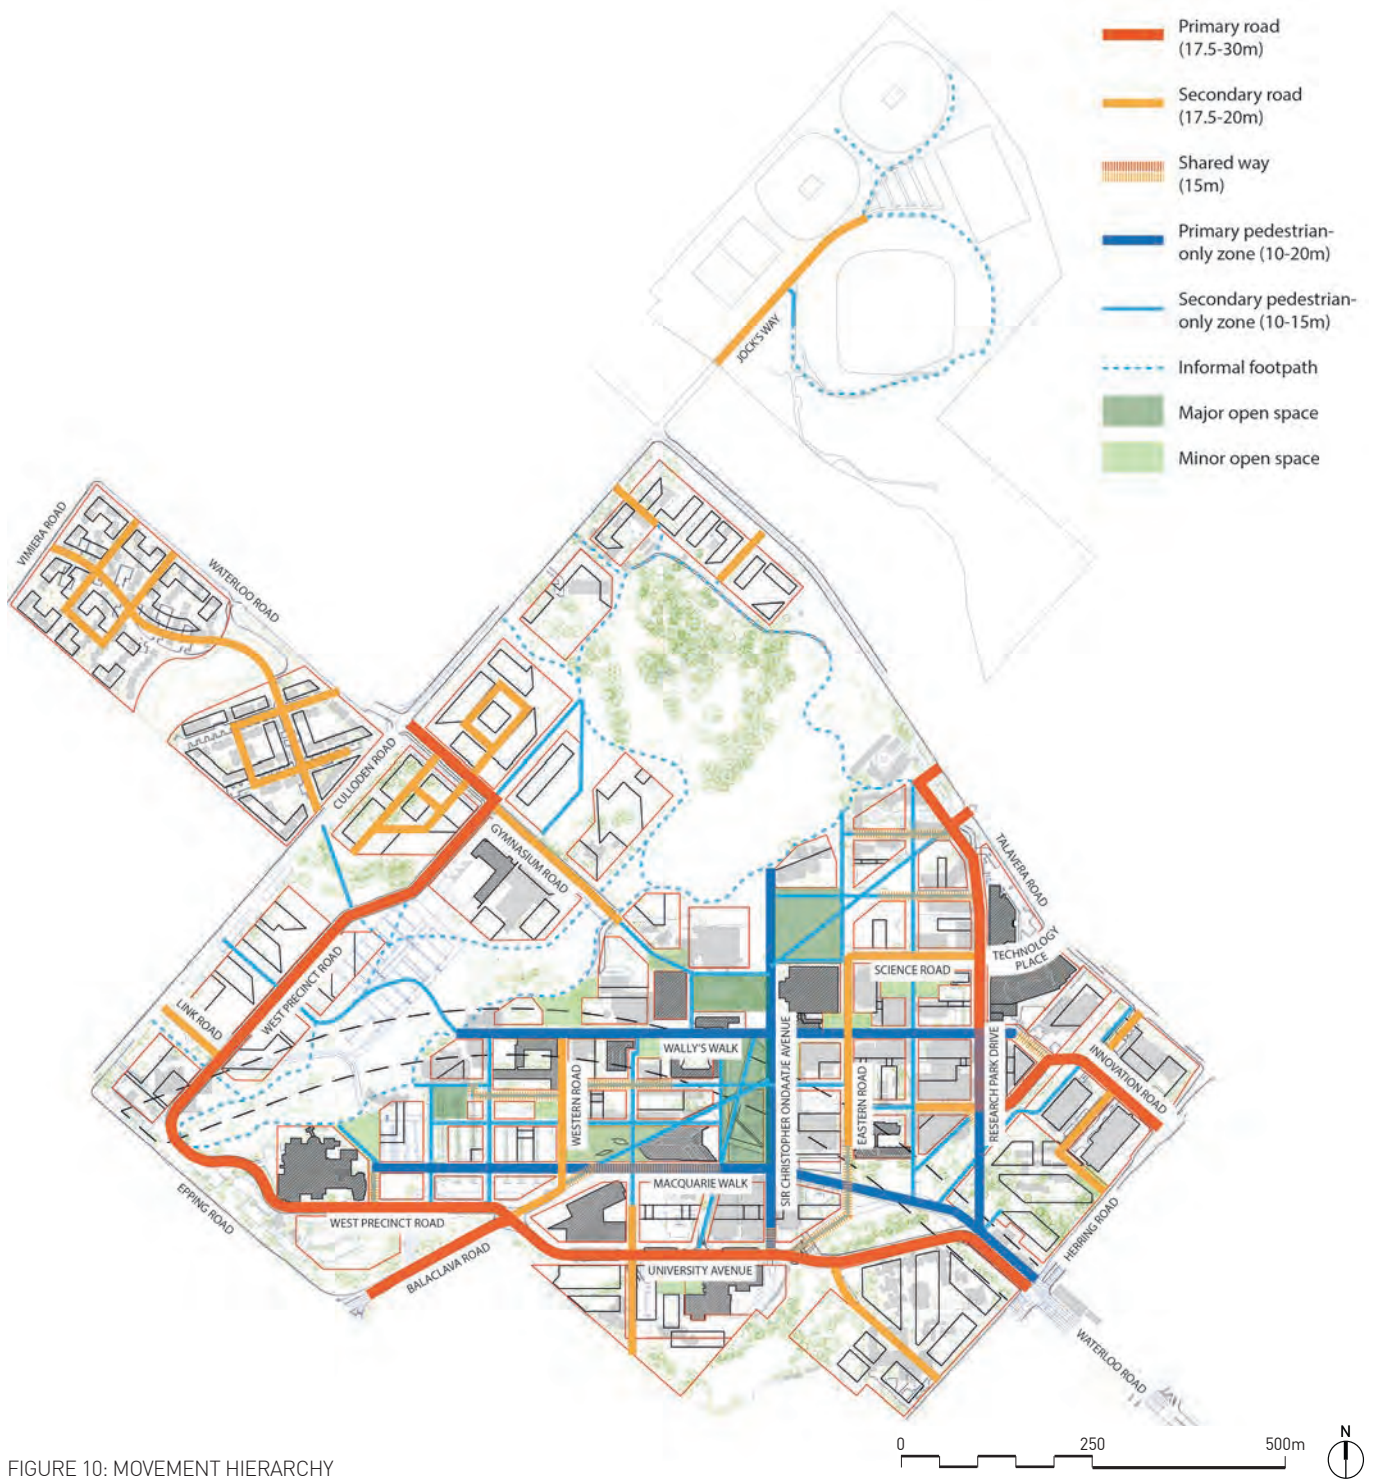 Primary road
(17.5-30m)
Secondary road
(17.5-20m)
Shared way
(15m)
Primary pedestrian-
only zone (10-20m)
Secondary pedestrian-
only zone (10-15m)
Informal footpath
Major open space
Minor open space
JOCK'S WAY
VIMIERA ROAD
WATERLOO ROAD
CULLODEN ROAD
GYMNASIUM ROAD
TALAVERA ROAD
TECHNOLOGY
PLACE
SCIENCE ROAD
WEST PRECINCT ROAD
LINK ROAD
WALLY'S WALK
SIR CHRISTOPHER ONDAATJE AVENUE
RESEARCH PARK DRIVE
INNOVATION ROAD
WESTERN ROAD
EASTERN ROAD
MACQUARIE WALK
EPPING ROAD
WEST PRECINCT ROAD
BALACLAVA ROAD
UNIVERSITY AVENUE
HERRING ROAD
WATERLOO ROAD
0 250 500m
N
FIGURE 10: MOVEMENT HIERARCHY